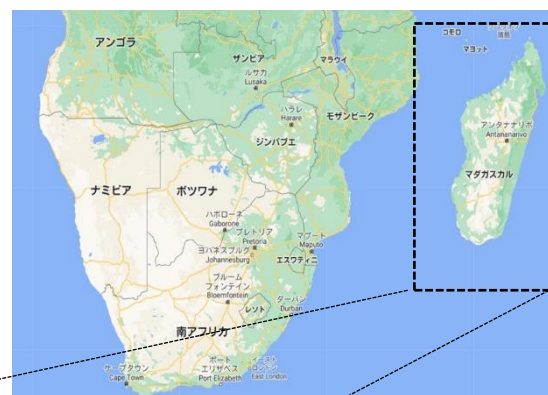 コモロ
マヨット
アンゴラ
ザンビア
マラウイ
ルサカ
Lusaka
ハラレ
Harare
モザンビーク
ジンバブエ
アンタナナリボ
Antananarivo
マダガスカル
ナミビア
ボツワナ
ハボローネ
Gaborone
プレトリア
Pretoria
マプート
Maputo
ヨハネスブルグ
Johannesburg
エスワティニ
ブルーム
フォンテイン
Bloemfontein
レソト
ダーバン
Durban
南アフリカ
ケープタウン
Cape Town
ポート
エリザベス
Port Elizabeth
イースト
ロンドン
East London